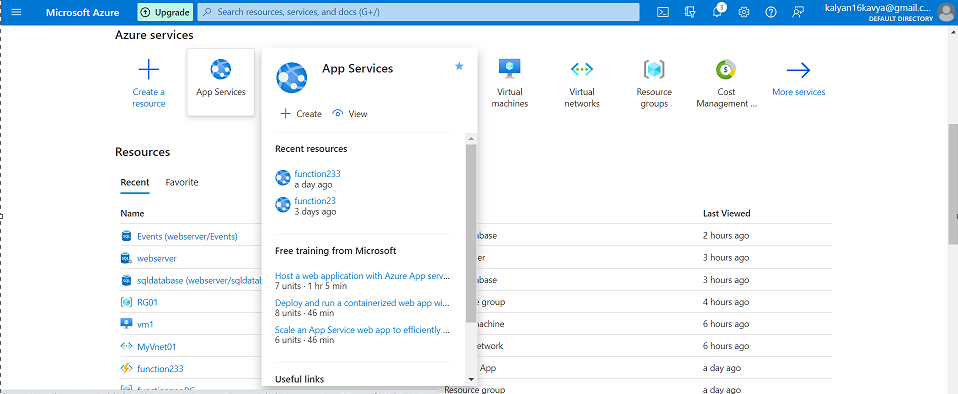 Microsoft Azure
Upgrade
Search resources, services, and docs (G+/)
3
kalyan16kavya@gmail.c...
DEFAULT DIRECTORY
Azure services
Create a
resource
App Services
App Services
Create
View
Virtual
machines
Virtual
networks
Resource
groups
Cost
Management ...
More services
Recent resources
function233
a day ago
function23
3 days ago
Free training from Microsoft
Host a web application with Azure App serv...
7 units · 1 hr 5 min
Deploy and run a containerized web app wi...
8 units · 46 min
Scale an App Service web app to efficiently ...
6 units · 46 min
Useful links
Resources
Recent
Favorite
Name
Last Viewed
Events (webserver/Events)
abase
2 hours ago
webserver
er
3 hours ago
sqldatabase (webserver/sqldatab
abase
3 hours ago
RG01
e group
4 hours ago
vm1
machine
6 hours ago
MyVnet01
etwork
6 hours ago
function233
App
a day ago
Resource group
a day ago